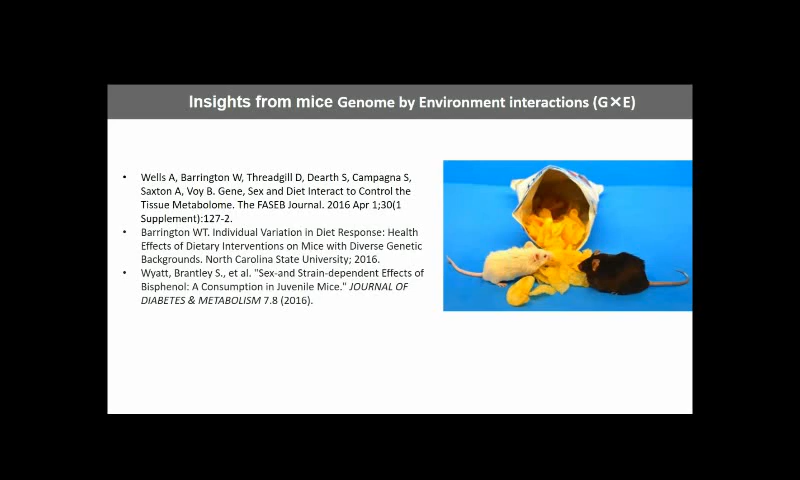 Insights from mice Genome by Environment interactions (G✕E)
• Wells A, Barrington W, Threadgill D, Dearth S, Campagna S,
Saxton A, Voy B. Gene, Sex and Diet Interact to Control the
Tissue Metabolome. The FASEB Journal. 2016 Apr 1;30(1
Supplement):127-2.
• Barrington WT. Individual Variation in Diet Response: Health
Effects of Dietary Interventions on Mice with Diverse Genetic
Backgrounds. North Carolina State University; 2016.
• Wyatt, Brantley S., et al. "Sex-and Strain-dependent Effects of
Bisphenol: A Consumption in Juvenile Mice." JOURNAL OF
DIABETES & METABOLISM 7.8 (2016).